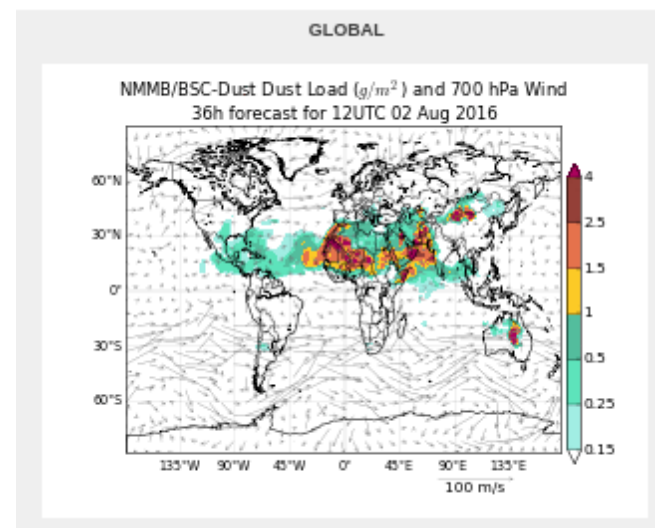 GLOBAL
NMMB/BSC-Dust Dust Load (g/m²) and 700 hPa Wind
36h forecast for 12UTC 02 Aug 2016
60°N
30°N
0°
30°S
60°S
135°W 90°W 45°W 0° 45°E 90°E 135°E
100 m/s
4
2.5
1.5
1
0.5
0.25
0.15